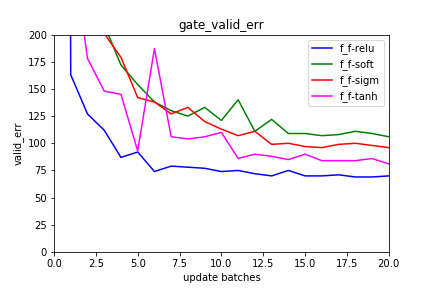 gate_valid_err
f_f-relu
f_f-soft
f_f-sigm
f_f-tanh
valid_err
200
175
150
125
100
75
50
25
0
0.0 2.5 5.0 7.5 10.0 12.5 15.0 17.5 20.0
update batches